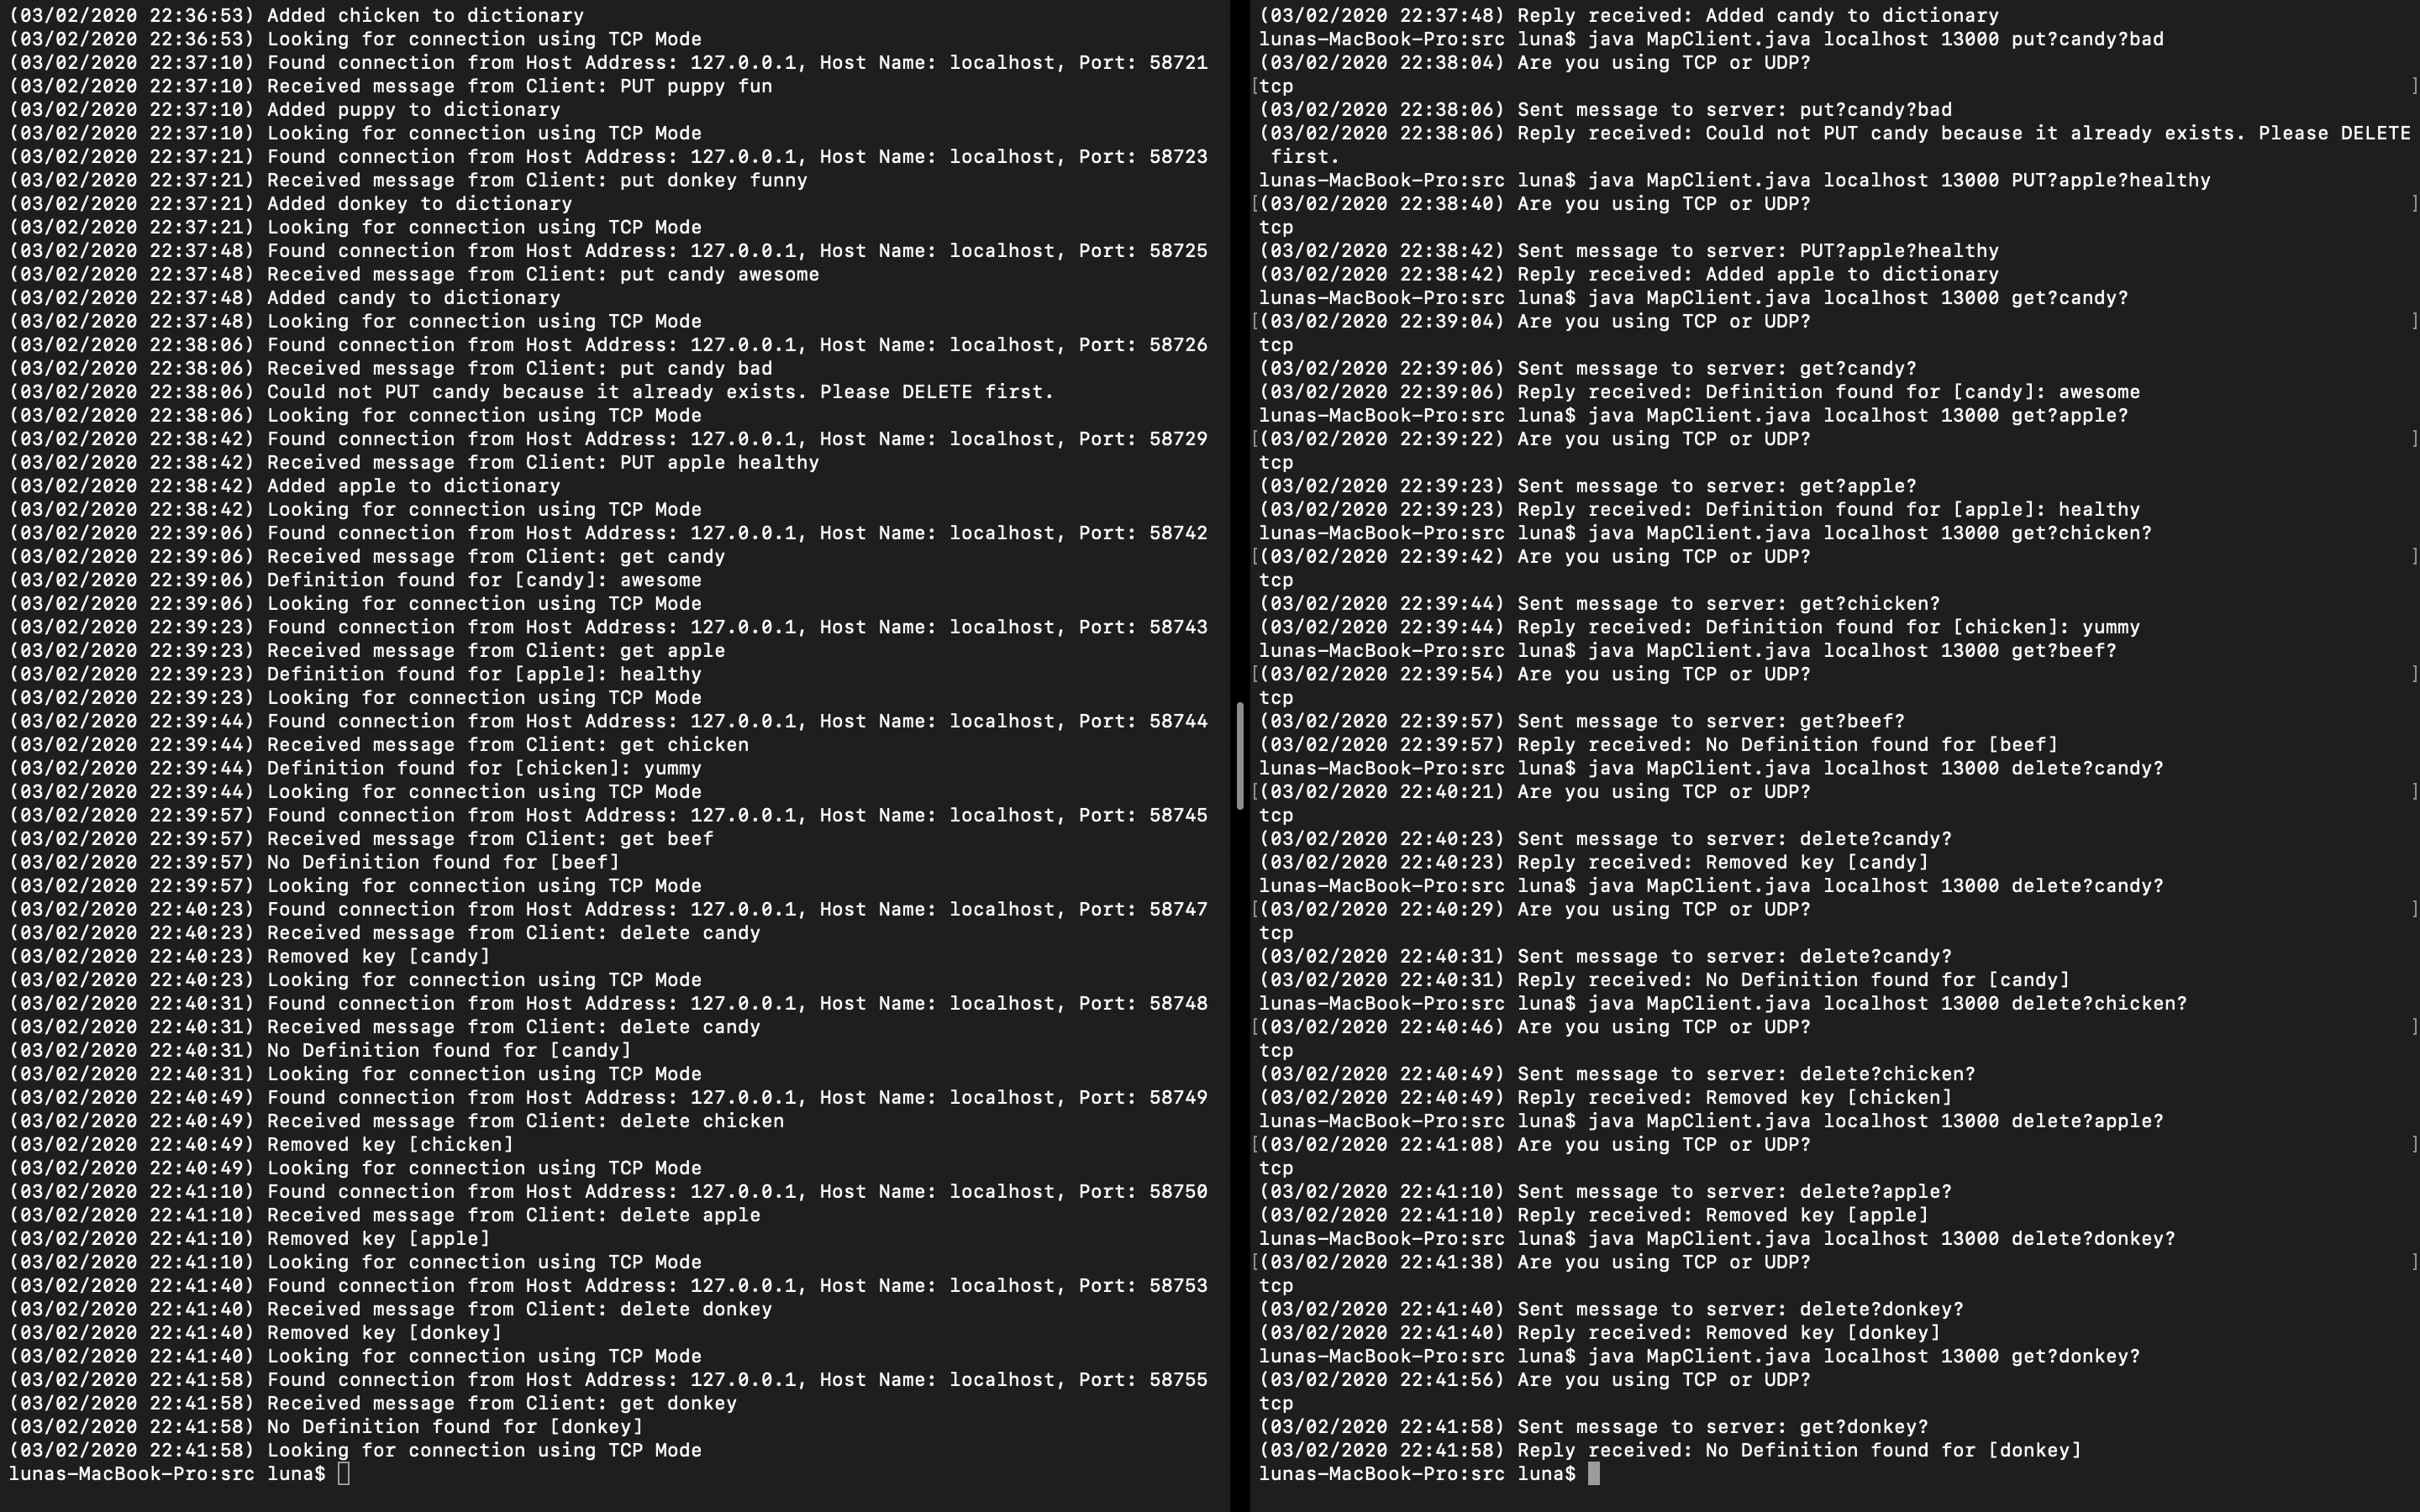 (03/02/2020 22:36:53) Added chicken to dictionary
(03/02/2020 22:36:53) Looking for connection using TCP Mode
(03/02/2020 22:37:10) Found connection from Host Address: 127.0.0.1, Host Name: localhost, Port: 58721
(03/02/2020 22:37:10) Received message from Client: PUT puppy fun
(03/02/2020 22:37:10) Added puppy to dictionary
(03/02/2020 22:37:10) Looking for connection using TCP Mode
(03/02/2020 22:37:21) Found connection from Host Address: 127.0.0.1, Host Name: localhost, Port: 58723
(03/02/2020 22:37:21) Received message from Client: put donkey funny
(03/02/2020 22:37:21) Added donkey to dictionary
(03/02/2020 22:37:21) Looking for connection using TCP Mode
(03/02/2020 22:37:48) Found connection from Host Address: 127.0.0.1, Host Name: localhost, Port: 58725
(03/02/2020 22:37:48) Received message from Client: put candy awesome
(03/02/2020 22:37:48) Added candy to dictionary
(03/02/2020 22:37:48) Looking for connection using TCP Mode
(03/02/2020 22:38:06) Found connection from Host Address: 127.0.0.1, Host Name: localhost, Port: 58726
(03/02/2020 22:38:06) Received message from Client: put candy bad
(03/02/2020 22:38:06) Could not PUT candy because it already exists. Please DELETE first.
(03/02/2020 22:38:06) Looking for connection using TCP Mode
(03/02/2020 22:38:42) Found connection from Host Address: 127.0.0.1, Host Name: localhost, Port: 58729
(03/02/2020 22:38:42) Received message from Client: PUT apple healthy
(03/02/2020 22:38:42) Added apple to dictionary
(03/02/2020 22:38:42) Looking for connection using TCP Mode
(03/02/2020 22:39:06) Found connection from Host Address: 127.0.0.1, Host Name: localhost, Port: 58742
(03/02/2020 22:39:06) Received message from Client: get candy
(03/02/2020 22:39:06) Definition found for [candy]: awesome
(03/02/2020 22:39:06) Looking for connection using TCP Mode
(03/02/2020 22:39:23) Found connection from Host Address: 127.0.0.1, Host Name: localhost, Port: 58743
(03/02/2020 22:39:23) Received message from Client: get apple
(03/02/2020 22:39:23) Definition found for [apple]: healthy
(03/02/2020 22:39:23) Looking for connection using TCP Mode
(03/02/2020 22:39:44) Found connection from Host Address: 127.0.0.1, Host Name: localhost, Port: 58744
(03/02/2020 22:39:44) Received message from Client: get chicken
(03/02/2020 22:39:44) Definition found for [chicken]: yummy
(03/02/2020 22:39:44) Looking for connection using TCP Mode
(03/02/2020 22:39:57) Found connection from Host Address: 127.0.0.1, Host Name: localhost, Port: 58745
(03/02/2020 22:39:57) Received message from Client: get beef
(03/02/2020 22:39:57) No Definition found for [beef]
(03/02/2020 22:39:57) Looking for connection using TCP Mode
(03/02/2020 22:40:23) Found connection from Host Address: 127.0.0.1, Host Name: localhost, Port: 58747
(03/02/2020 22:40:23) Received message from Client: delete candy
(03/02/2020 22:40:23) Removed key [candy]
(03/02/2020 22:40:23) Looking for connection using TCP Mode
(03/02/2020 22:40:31) Found connection from Host Address: 127.0.0.1, Host Name: localhost, Port: 58748
(03/02/2020 22:40:31) Received message from Client: delete candy
(03/02/2020 22:40:31) No Definition found for [candy]
(03/02/2020 22:40:31) Looking for connection using TCP Mode
(03/02/2020 22:40:49) Found connection from Host Address: 127.0.0.1, Host Name: localhost, Port: 58749
(03/02/2020 22:40:49) Received message from Client: delete chicken
(03/02/2020 22:40:49) Removed key [chicken]
(03/02/2020 22:40:49) Looking for connection using TCP Mode
(03/02/2020 22:41:10) Found connection from Host Address: 127.0.0.1, Host Name: localhost, Port: 58750
(03/02/2020 22:41:10) Received message from Client: delete apple
(03/02/2020 22:41:10) Removed key [apple]
(03/02/2020 22:41:10) Looking for connection using TCP Mode
(03/02/2020 22:41:40) Found connection from Host Address: 127.0.0.1, Host Name: localhost, Port: 58753
(03/02/2020 22:41:40) Received message from Client: delete donkey
(03/02/2020 22:41:40) Removed key [donkey]
(03/02/2020 22:41:40) Looking for connection using TCP Mode
(03/02/2020 22:41:58) Found connection from Host Address: 127.0.0.1, Host Name: localhost, Port: 58755
(03/02/2020 22:41:58) Received message from Client: get donkey
(03/02/2020 22:41:58) No Definition found for [donkey]
(03/02/2020 22:41:58) Looking for connection using TCP Mode
lunas-MacBook-Pro:src luna$
(03/02/2020 22:37:48) Reply received: Added candy to dictionary
lunas-MacBook-Pro:src luna$ java MapClient.java localhost 13000 put?candy?bad
(03/02/2020 22:38:04) Are you using TCP or UDP?
[tcp ]
(03/02/2020 22:38:06) Sent message to server: put?candy?bad
(03/02/2020 22:38:06) Reply received: Could not PUT candy because it already exists. Please DELETE
first.
lunas-MacBook-Pro:src luna$ java MapClient.java localhost 13000 PUT?apple?healthy
[(03/02/2020 22:38:40) Are you using TCP or UDP? ]
tcp
(03/02/2020 22:38:42) Sent message to server: PUT?apple?healthy
(03/02/2020 22:38:42) Reply received: Added apple to dictionary
lunas-MacBook-Pro:src luna$ java MapClient.java localhost 13000 get?candy?
[(03/02/2020 22:39:04) Are you using TCP or UDP? ]
tcp
(03/02/2020 22:39:06) Sent message to server: get?candy?
(03/02/2020 22:39:06) Reply received: Definition found for [candy]: awesome
lunas-MacBook-Pro:src luna$ java MapClient.java localhost 13000 get?apple?
[(03/02/2020 22:39:22) Are you using TCP or UDP? ]
tcp
(03/02/2020 22:39:23) Sent message to server: get?apple?
(03/02/2020 22:39:23) Reply received: Definition found for [apple]: healthy
lunas-MacBook-Pro:src luna$ java MapClient.java localhost 13000 get?chicken?
[(03/02/2020 22:39:42) Are you using TCP or UDP? ]
tcp
(03/02/2020 22:39:44) Sent message to server: get?chicken?
(03/02/2020 22:39:44) Reply received: Definition found for [chicken]: yummy
lunas-MacBook-Pro:src luna$ java MapClient.java localhost 13000 get?beef?
[(03/02/2020 22:39:54) Are you using TCP or UDP? ]
tcp
(03/02/2020 22:39:57) Sent message to server: get?beef?
(03/02/2020 22:39:57) Reply received: No Definition found for [beef]
lunas-MacBook-Pro:src luna$ java MapClient.java localhost 13000 delete?candy?
[(03/02/2020 22:40:21) Are you using TCP or UDP? ]
tcp
(03/02/2020 22:40:23) Sent message to server: delete?candy?
(03/02/2020 22:40:23) Reply received: Removed key [candy]
lunas-MacBook-Pro:src luna$ java MapClient.java localhost 13000 delete?candy?
[(03/02/2020 22:40:29) Are you using TCP or UDP? ]
tcp
(03/02/2020 22:40:31) Sent message to server: delete?candy?
(03/02/2020 22:40:31) Reply received: No Definition found for [candy]
lunas-MacBook-Pro:src luna$ java MapClient.java localhost 13000 delete?chicken?
[(03/02/2020 22:40:46) Are you using TCP or UDP? ]
tcp
(03/02/2020 22:40:49) Sent message to server: delete?chicken?
(03/02/2020 22:40:49) Reply received: Removed key [chicken]
lunas-MacBook-Pro:src luna$ java MapClient.java localhost 13000 delete?apple?
[(03/02/2020 22:41:08) Are you using TCP or UDP? ]
tcp
(03/02/2020 22:41:10) Sent message to server: delete?apple?
(03/02/2020 22:41:10) Reply received: Removed key [apple]
lunas-MacBook-Pro:src luna$ java MapClient.java localhost 13000 delete?donkey?
[(03/02/2020 22:41:38) Are you using TCP or UDP? ]
tcp
(03/02/2020 22:41:40) Sent message to server: delete?donkey?
(03/02/2020 22:41:40) Reply received: Removed key [donkey]
lunas-MacBook-Pro:src luna$ java MapClient.java localhost 13000 get?donkey?
(03/02/2020 22:41:56) Are you using TCP or UDP?
tcp
(03/02/2020 22:41:58) Sent message to server: get?donkey?
(03/02/2020 22:41:58) Reply received: No Definition found for [donkey]
lunas-MacBook-Pro:src luna$